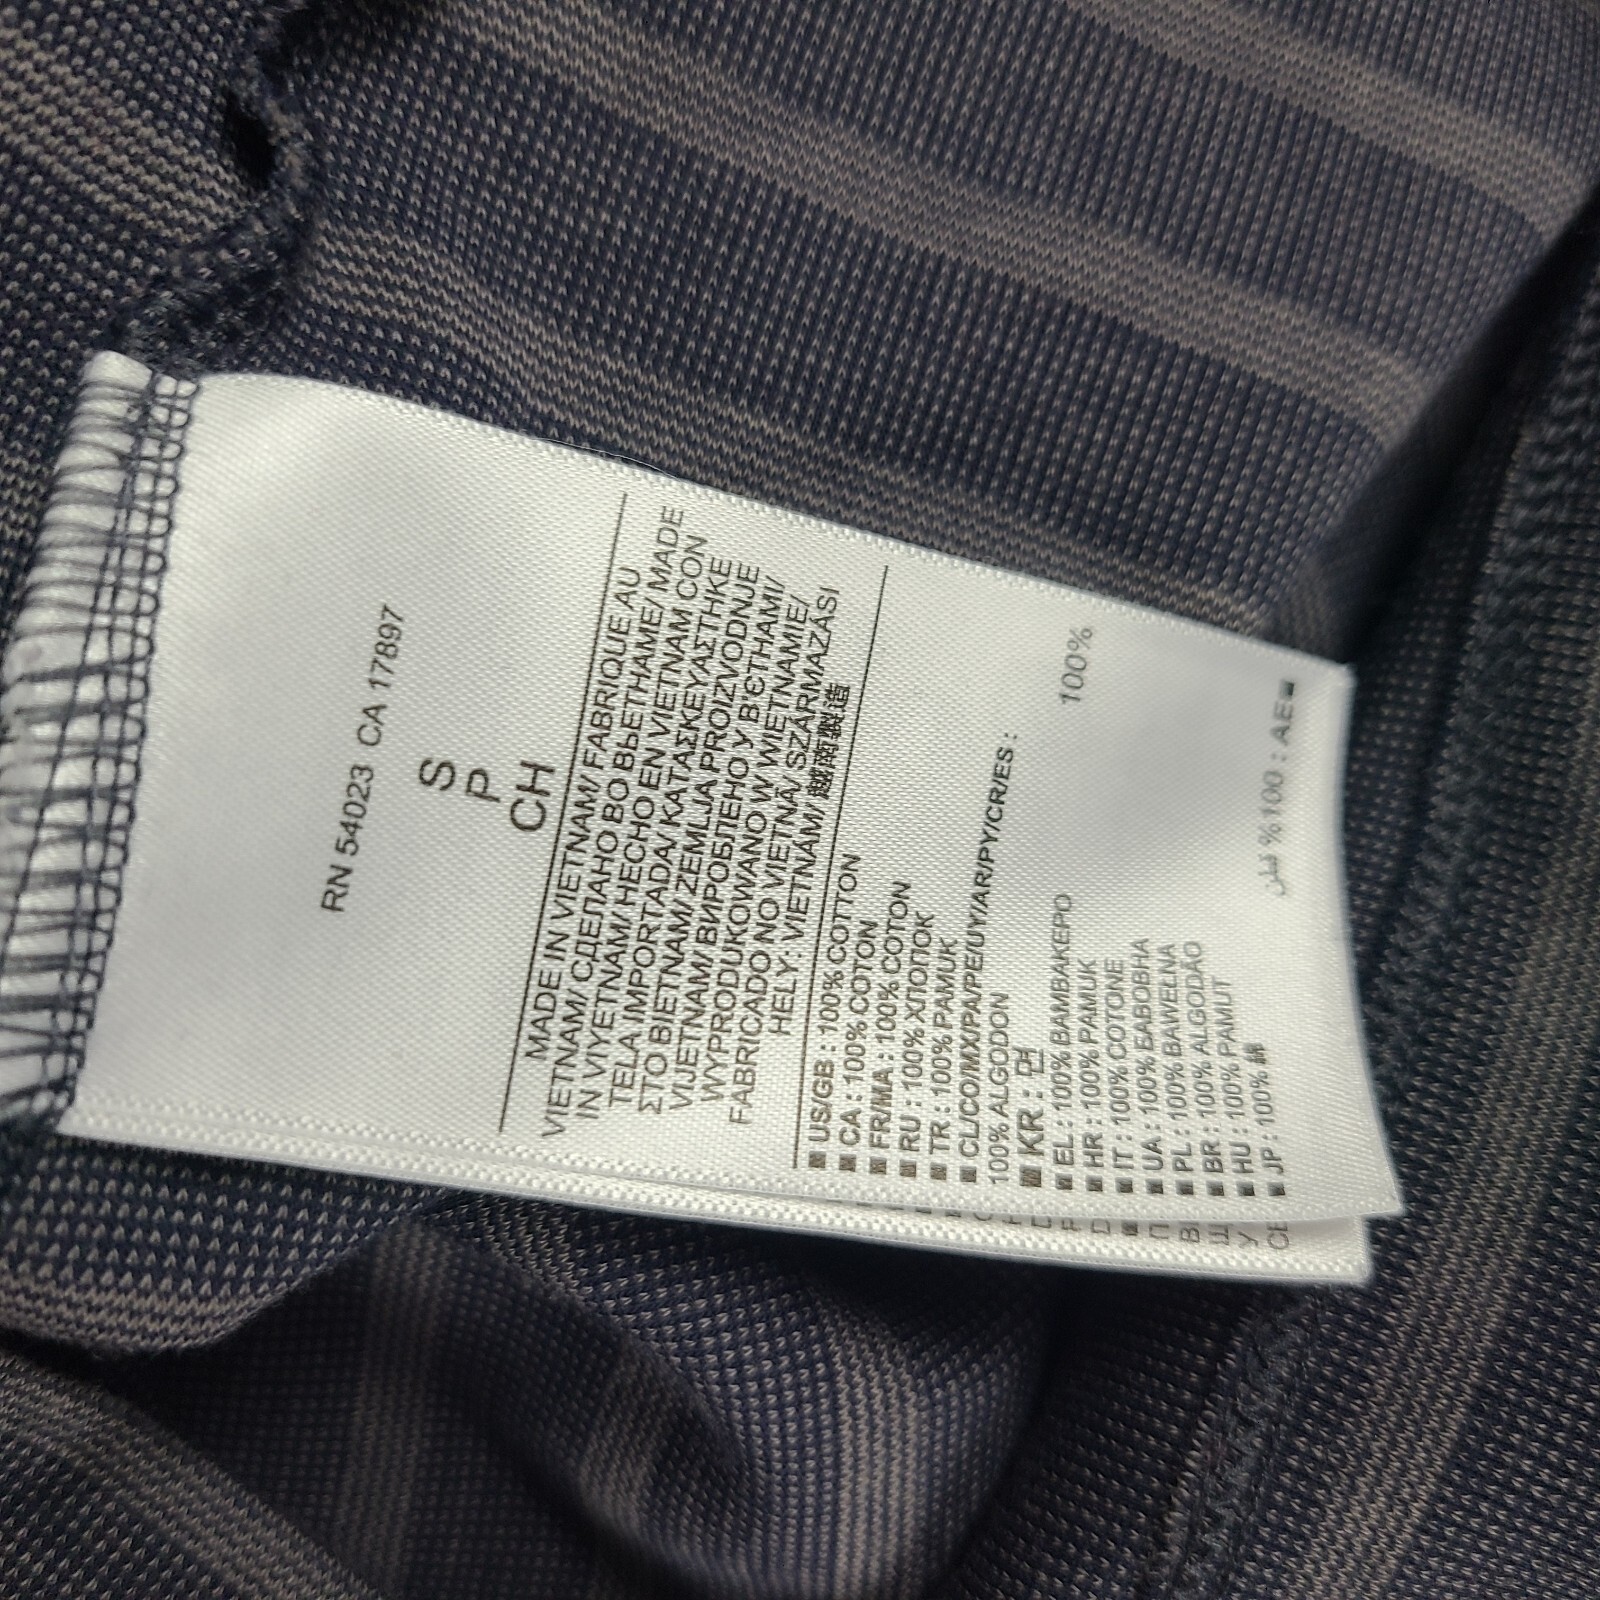 RN 54023 CA 17897
S
P
CH
MADE IN VIETNAM/ FABRIQUE AU
VIETNAM/ СДЕЛАНО ВО ВЬЕТНАМЕ/ MADE
IN VIYETNAM/ HECHO EN VIETNAM CON
TELA IMPORTADA/ ΚΑΤΑΣΚΕΥΑΣΤΗΚΕ
ΣΤΟ ΒΙΕΤΝΑΜ/ ZEMLJA PROIZVODNJE
VIJETNAM/ ВИРОБЛЕНО У В'ЄТНАМІ/
WYPRODUKOWANO W WIETNAMIE/
FABRICADO NO VIETNÃ/ SZÁRMAZÁSI
HELY: VIETNÁM/ 越南製造
■ US/GB : 100% COTTON
■ CA : 100% COTON
■ FR/MA : 100% COTON
■ RU : 100% ХЛОПОК
■ TR : 100% PAMUK
■ CL/CO/MX/PA/PE/UY/AR/PY/CR/ES :
100% ALGODON
■ KR : 면 100%
■ EL : 100% ΒΑΜΒΑΚΕΡΟ
■ HR : 100% PAMUK
■ IT : 100% COTONE
■ UA : 100% БАВОВНА
■ PL : 100% BAWEŁNA
■ BR : 100% ALGODÃO
■ HU : 100% PAMUT
■ JP : 100% 綿
■AE : 100% قطن